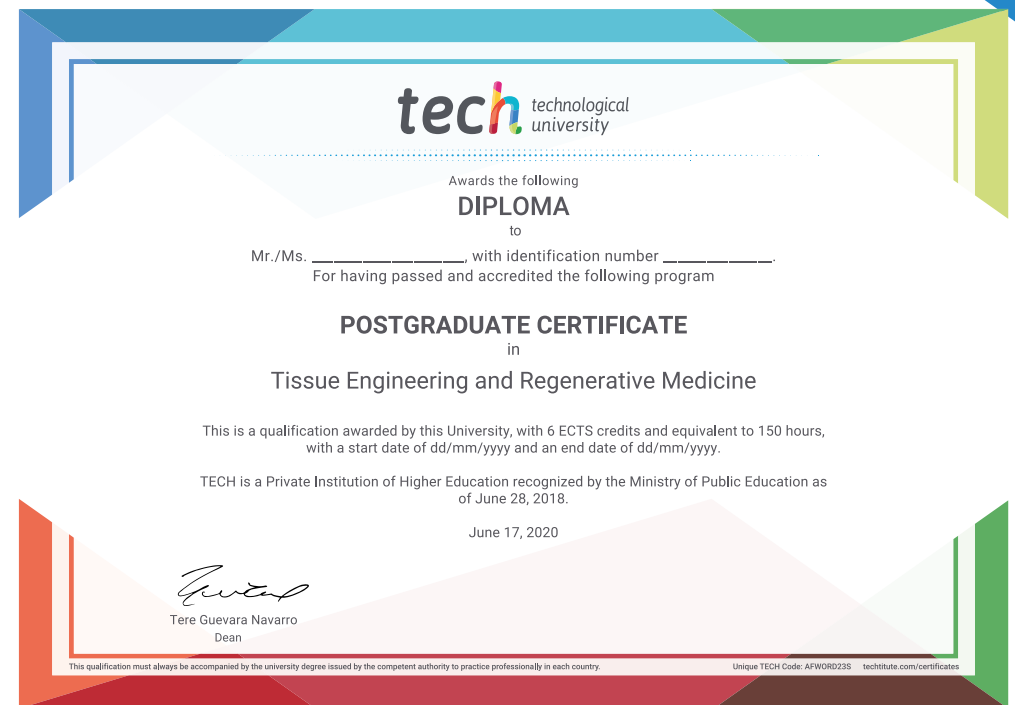 tech technological
university
Awards the following
DIPLOMA
to
Mr./Ms. _________________, with identification number _____________.
For having passed and accredited the following program
POSTGRADUATE CERTIFICATE
in
Tissue Engineering and Regenerative Medicine
This is a qualification awarded by this University, with 6 ECTS credits and equivalent to 150 hours,
with a start date of dd/mm/yyyy and an end date of dd/mm/yyyy.
TECH is a Private Institution of Higher Education recognized by the Ministry of Public Education as
of June 28, 2018.
June 17, 2020
Tere Guevara Navarro
Dean
This qualification must always be accompanied by the university degree issued by the competent authority to practice professionally in each country.
Unique TECH Code: AFWORD23S techtitute.com/certificates